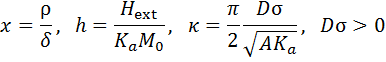 x = ρ/δ, h = H_ext/(K_a M_0), κ = (π/2) Dσ/√(AK_a), Dσ > 0